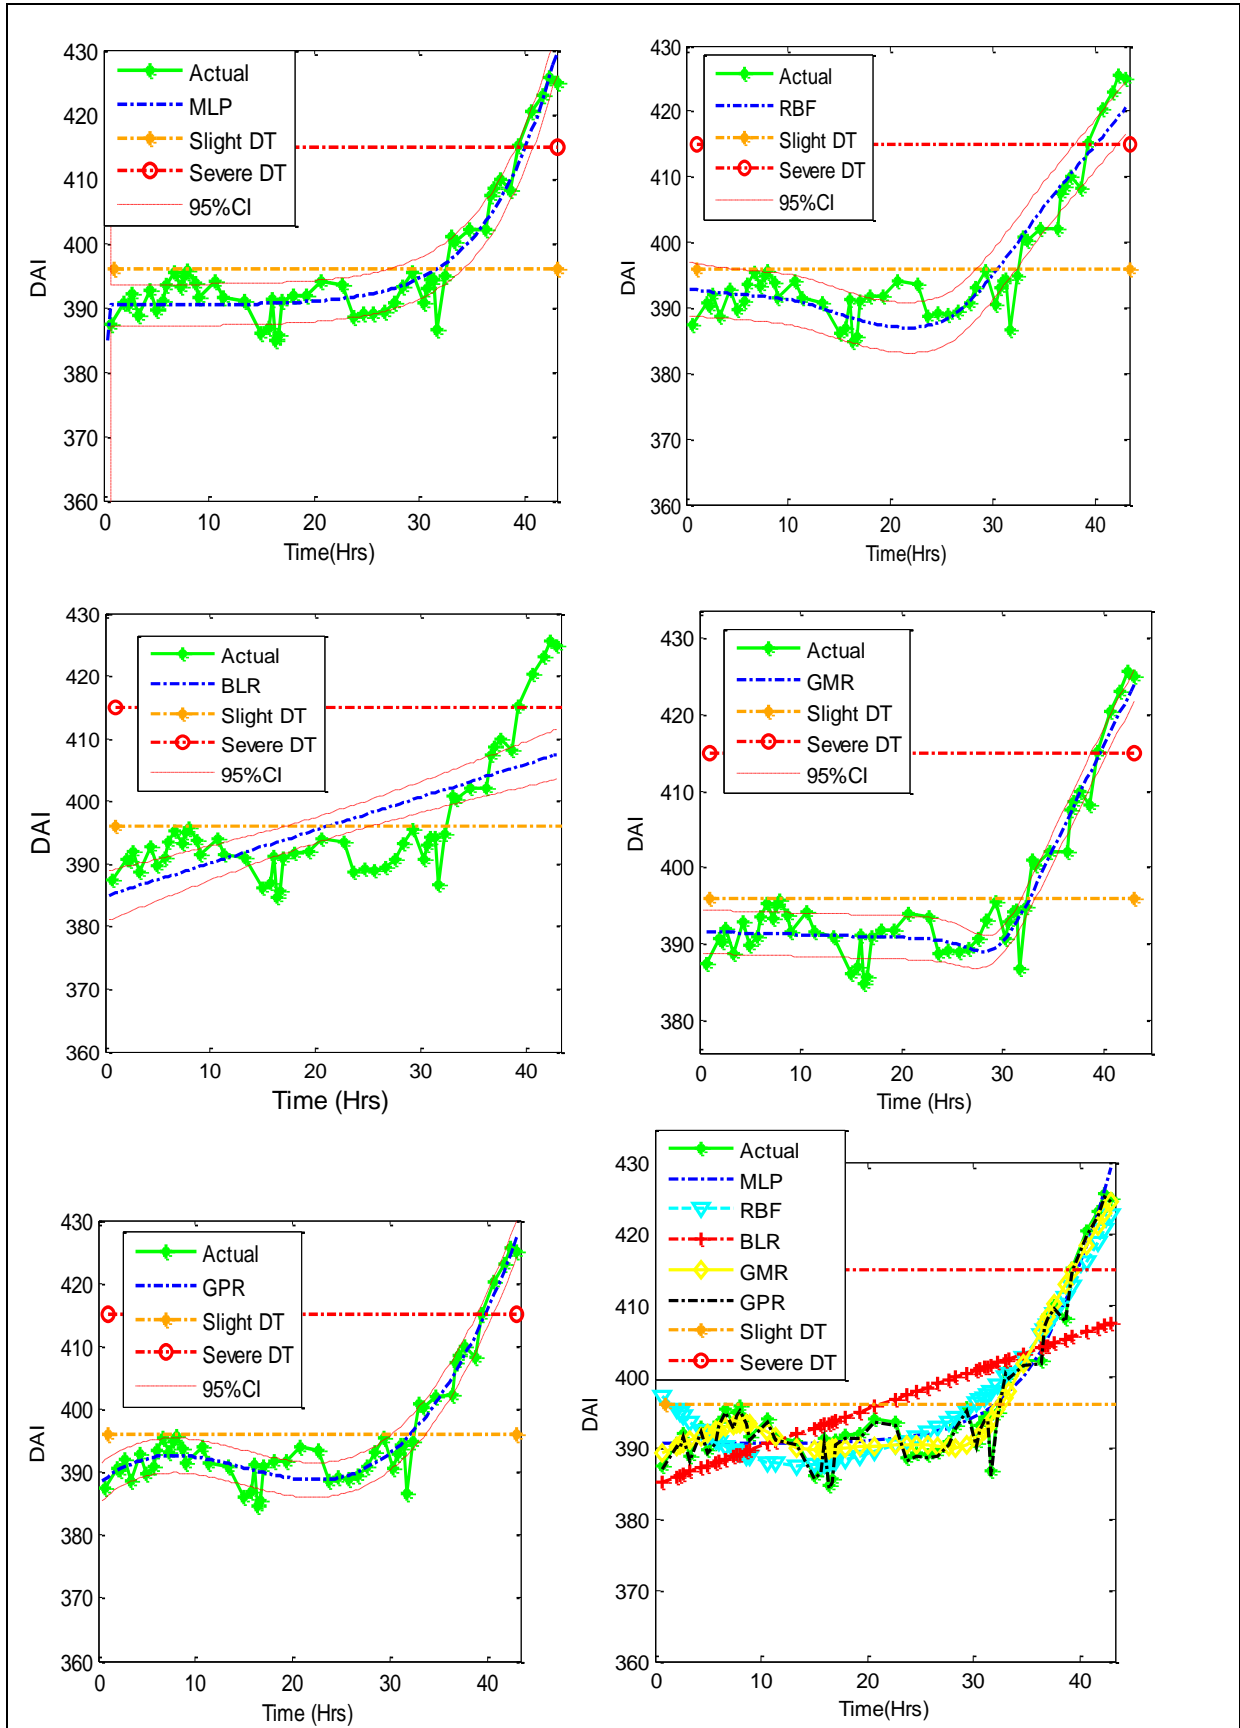 430
420
410
400
390
380
370
360
DAI
Actual
MLP
Slight DT
Severe DT
95%CI
0 10 20 30 40
Time(Hrs)
430
420
410
400
390
380
370
360
DAI
Actual
RBF
Slight DT
Severe DT
95%CI
0 10 20 30 40
Time(Hrs)
430
420
410
400
390
380
360
DAI
Actual
BLR
Slight DT
Severe DT
95%CI
0 10 20 30 40
Time (Hrs)
430
420
410
400
390
380
DAI
Actual
GMR
Slight DT
Severe DT
95%CI
0 10 20 30 40
Time (Hrs)
430
420
410
400
390
380
370
360
DAI
Actual
GPR
Slight DT
Severe DT
95%CI
0 10 20 30 40
Time (Hrs)
430
420
410
400
390
380
370
360
DAI
Actual
MLP
RBF
BLR
GMR
GPR
Slight DT
Severe DT
0 10 20 30 40
Time(Hrs)